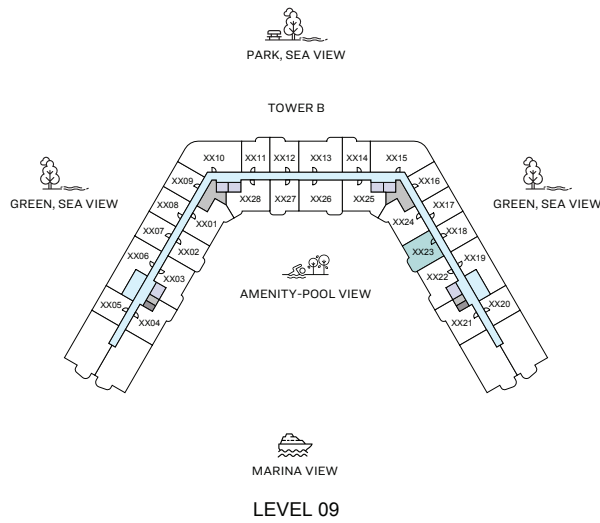 PARK, SEA VIEW
TOWER B
XX10
XX11
XX12
XX13
XX14
XX15
XX09
XX28
XX27
XX26
XX25
XX16
XX08
XX01
XX24
XX17
GREEN, SEA VIEW
GREEN, SEA VIEW
XX07
XX02
XX23
XX18
XX06
XX03
AMENITY-POOL VIEW
XX22
XX19
XX05
XX04
XX21
XX20
MARINA VIEW
LEVEL 09